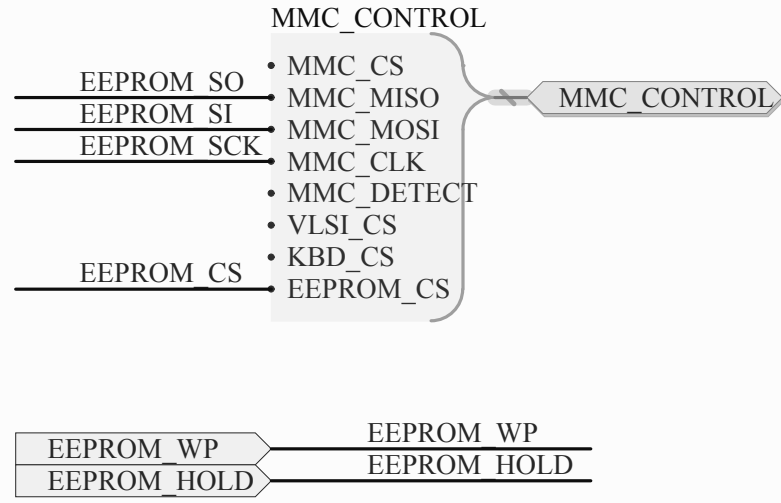 MMC_CONTROL
MMC_CS
EEPROM_SO
MMC_MISO
MMC_CONTROL
EEPROM_SI
MMC_MOSI
EEPROM_SCK
MMC_CLK
MMC_DETECT
VLSI_CS
KBD_CS
EEPROM_CS
EEPROM_CS
EEPROM_WP
EEPROM_WP
EEPROM_HOLD
EEPROM_HOLD